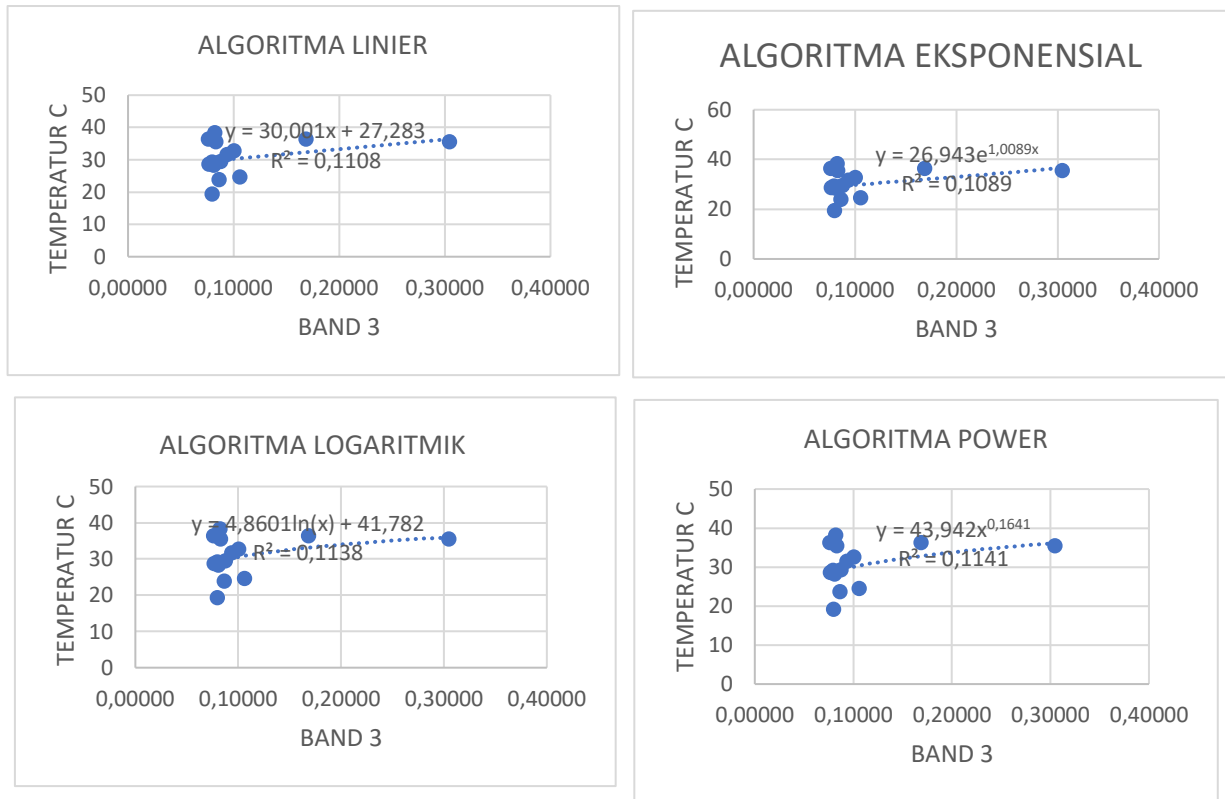 ALGORITMA LINIER
TEMPERATUR C
50
40
30
20
10
0
y = 30,001x + 27,283
R² = 0,1108
0,00000 0,10000 0,20000 0,30000 0,40000
BAND 3
ALGORITMA EKSPONENSIAL
TEMPERATUR C
60
40
20
0
y = 26,943e^1,0089x
R² = 0,1089
0,00000 0,10000 0,20000 0,30000 0,40000
BAND 3
ALGORITMA LOGARITMIK
TEMPERATUR C
50
40
30
20
10
0
y = 4,8601ln(x) + 41,782
R² = 0,1138
0,00000 0,10000 0,20000 0,30000 0,40000
BAND 3
ALGORITMA POWER
TEMPERATUR C
50
40
30
20
10
0
y = 43,942x^0,1641
R² = 0,1141
0,00000 0,10000 0,20000 0,30000 0,40000
BAND 3